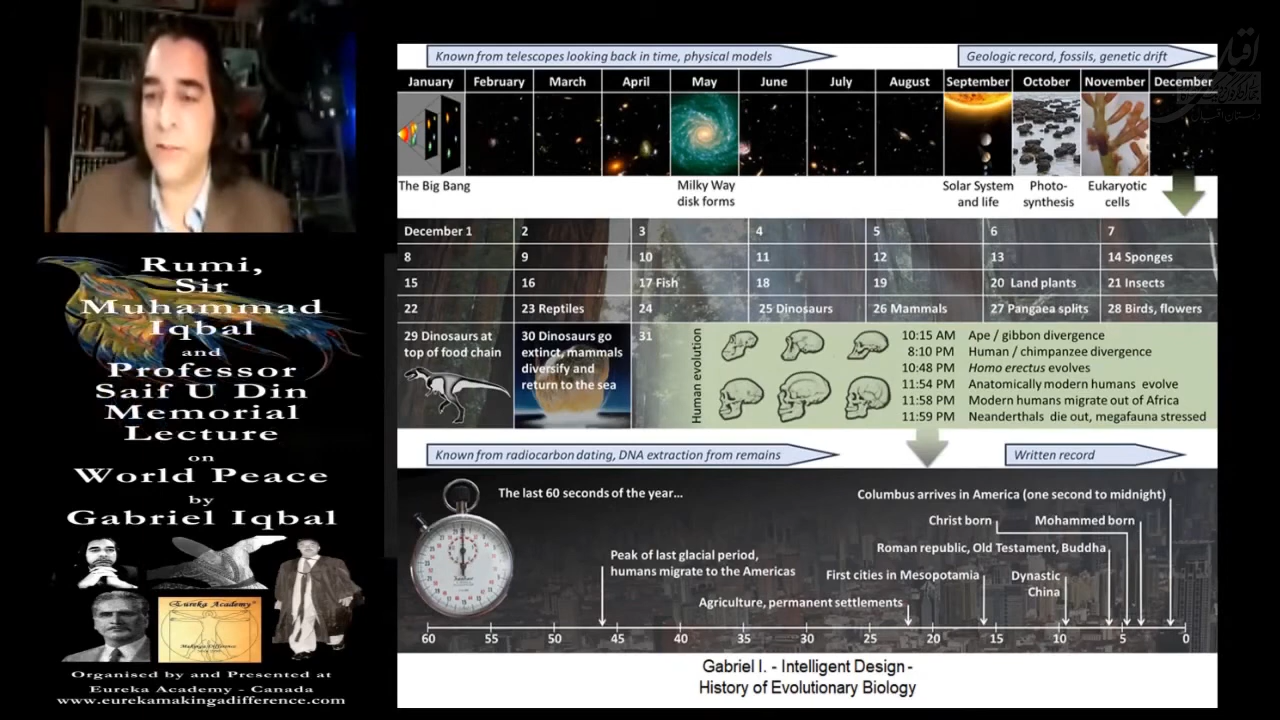 Rumi,
Sir
Muhammad
Iqbal
and
Professor
Saif U Din
Memorial
Lecture
on
World Peace
by
Gabriel Iqbal
Eureka Academy
Making a Difference
Organised by and Presented at
Eureka Academy - Canada
www.eurekamakingadifference.com
Known from telescopes looking back in time, physical models
Geologic record, fossils, genetic drift
اقبال
January February March April May June July August September October November December
The Big Bang
Milky Way
disk forms
Solar System
and life
Photo-
synthesis
Eukaryotic
cells
December 1 2 3 4 5 6 7
8 9 10 11 12 13 14 Sponges
15 16 17 Fish 18 19 20 Land plants 21 Insects
22 23 Reptiles 24 25 Dinosaurs 26 Mammals 27 Pangaea splits 28 Birds, flowers
29 Dinosaurs at
top of food chain
30 Dinosaurs go
extinct, mammals
diversify and
return to the sea
31
Human evolution
10:15 AM Ape / gibbon divergence
8:10 PM Human / chimpanzee divergence
10:48 PM Homo erectus evolves
11:54 PM Anatomically modern humans evolve
11:58 PM Modern humans migrate out of Africa
11:59 PM Neanderthals die out, megafauna stressed
Known from radiocarbon dating, DNA extraction from remains
Written record
The last 60 seconds of the year...
Columbus arrives in America (one second to midnight)
Christ born
Mohammed born
Roman republic, Old Testament, Buddha
Peak of last glacial period,
humans migrate to the Americas
First cities in Mesopotamia
Dynastic
China
Agriculture, permanent settlements
60 55 50 45 40 35 30 25 20 15 10 5 0
Gabriel I. - Intelligent Design -
History of Evolutionary Biology